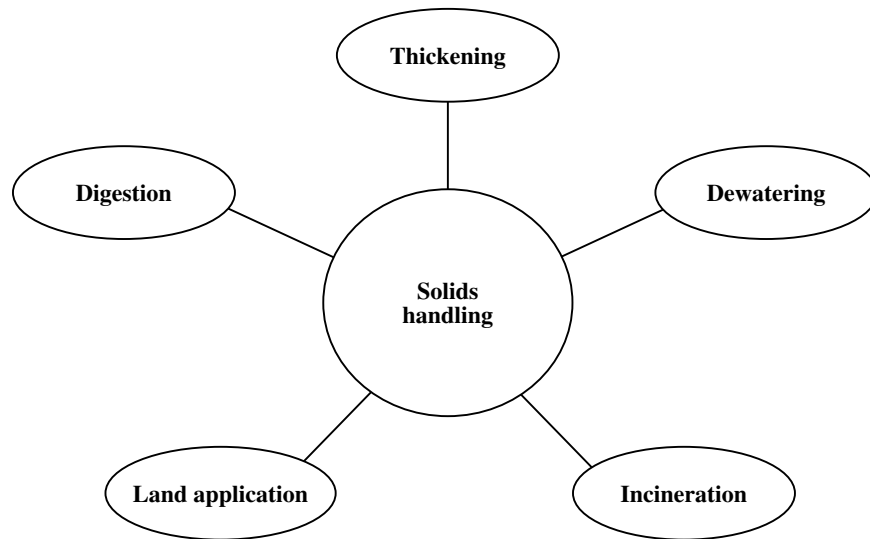 Thickening
Digestion
Dewatering
Solids
handling
Land application
Incineration